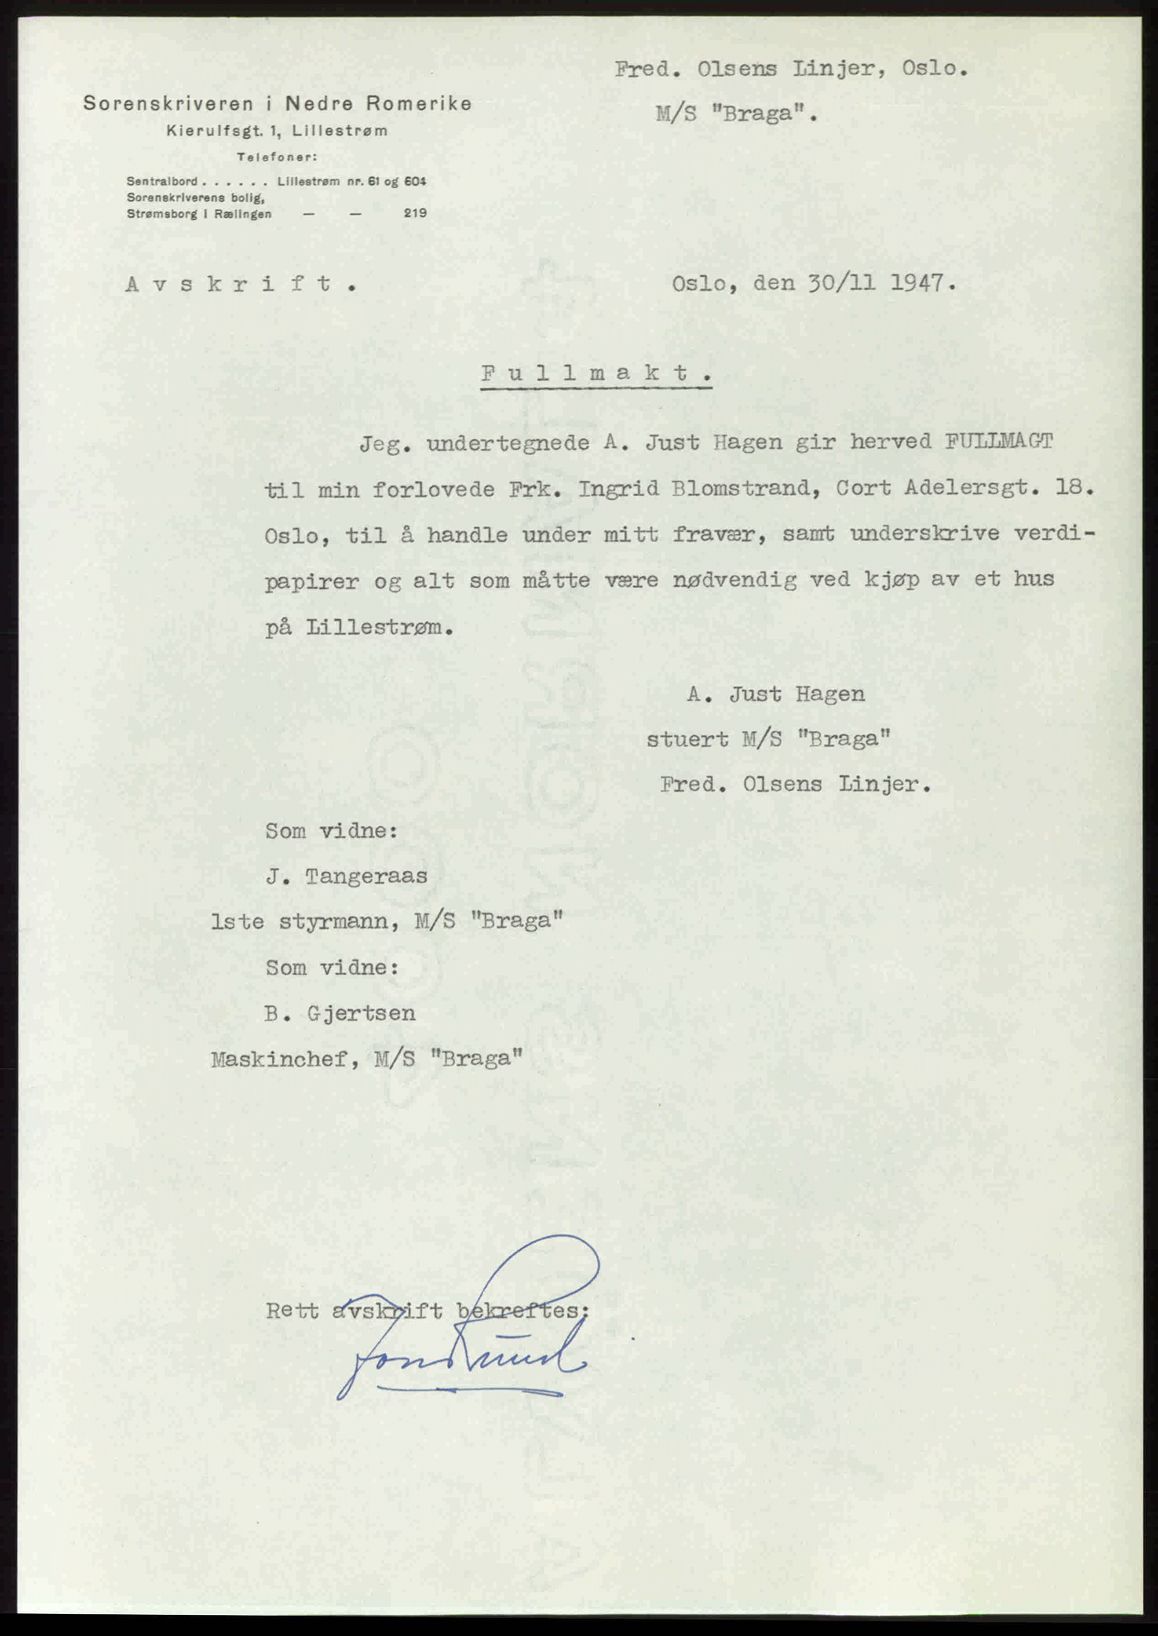 Fred. Olsens Linjer, Oslo.
M/S "Braga".
Sorenskriveren i Nedre Romerike
Kierulfsgt. 1, Lillestrøm
Telefoner:
Sentralbord . . . . . . Lillestrøm nr. 61 og 604
Sorenskriverens bolig,
Strømsborg i Rælingen — — 219
A v s k r i f t .
Oslo, den 30/11 1947.
F u l l m a k t .
Jeg. undertegnede A. Just Hagen gir herved FULLMAGT
til min forlovede Frk. Ingrid Blomstrand, Cort Adelersgt. 18.
Oslo, til å handle under mitt fravær, samt underskrive verdi-
papirer og alt som måtte være nødvendig ved kjøp av et hus
på Lillestrøm.
A. Just Hagen
stuert M/S "Braga"
Fred. Olsens Linjer.
Som vidne:
J. Tangeraas
1ste styrmann, M/S "Braga"
Som vidne:
B. Gjertsen
Maskinchef, M/S "Braga"
Rett avskrift bekreftes: